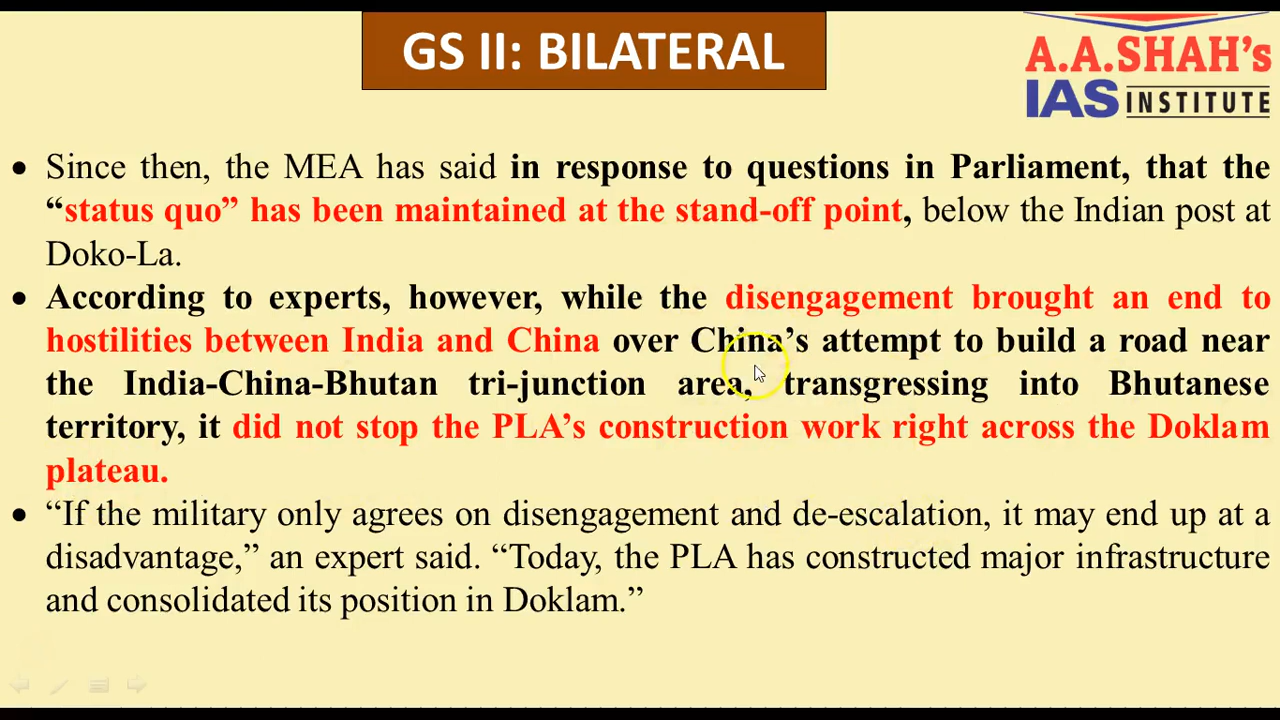 GS II: BILATERAL
A.A.SHAH's
IAS INSTITUTE
• Since then, the MEA has said in response to questions in Parliament, that the
“status quo” has been maintained at the stand-off point, below the Indian post at
Doko-La.
• According to experts, however, while the disengagement brought an end to
hostilities between India and China over China’s attempt to build a road near
the India-China-Bhutan tri-junction area, transgressing into Bhutanese
territory, it did not stop the PLA’s construction work right across the Doklam
plateau.
• “If the military only agrees on disengagement and de-escalation, it may end up at a
disadvantage,” an expert said. “Today, the PLA has constructed major infrastructure
and consolidated its position in Doklam.”